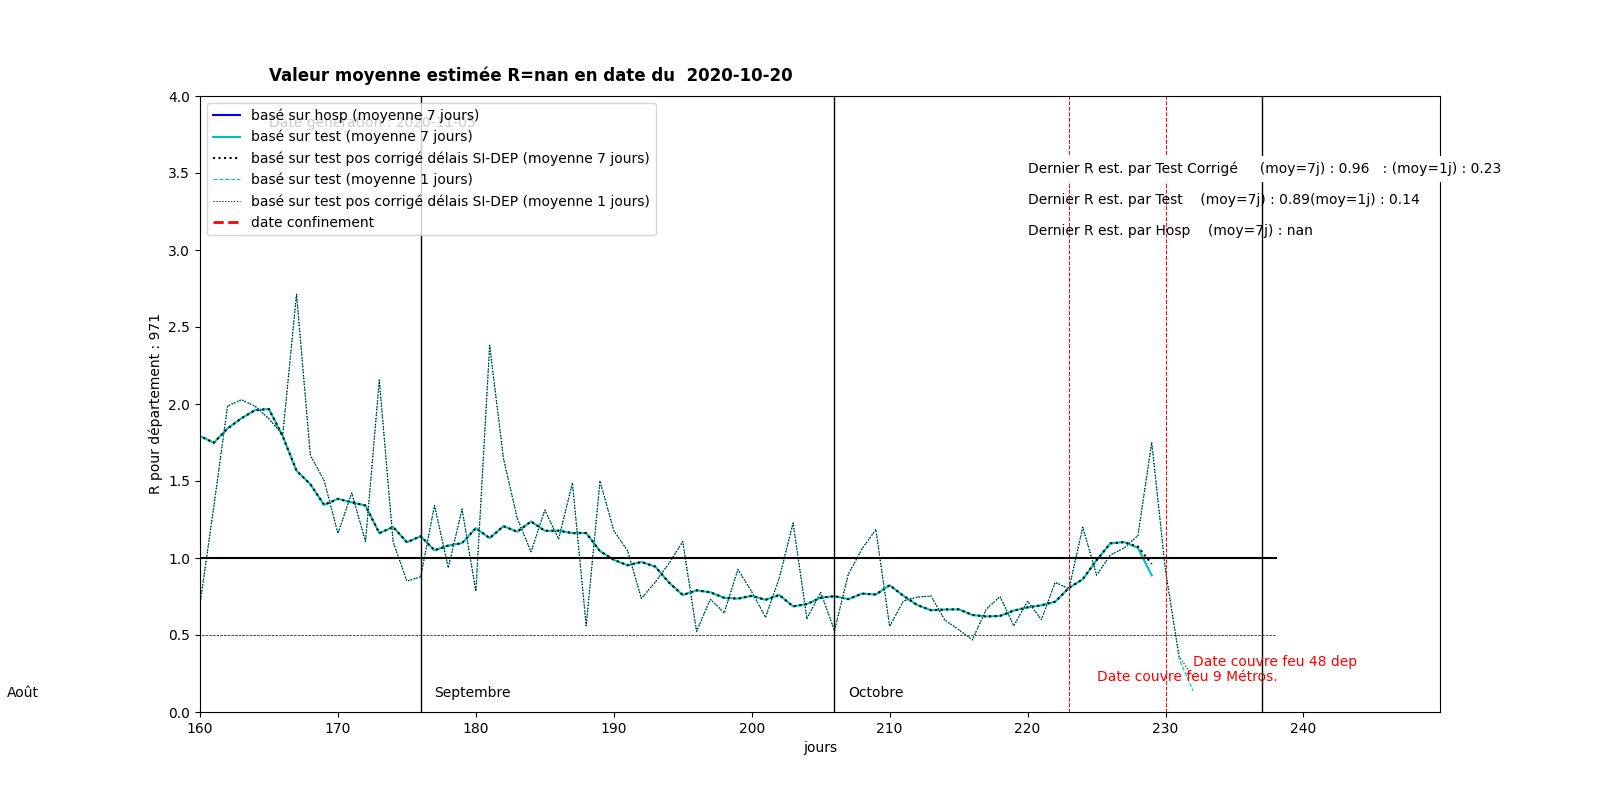 Valeur moyenne estimée R=nan en date du  2020-10-20
4.0
3.5
3.0
2.5
2.0
1.5
1.0
0.5
0.0
R pour département : 971
basé sur hosp (moyenne 7 jours)
Date génération : 2020-11-05
basé sur test (moyenne 7 jours)
basé sur test pos corrigé délais SI-DEP (moyenne 7 jours)
basé sur test (moyenne 1 jours)
basé sur test pos corrigé délais SI-DEP (moyenne 1 jours)
date confinement
Dernier R est. par Test Corrigé     (moy=7j) : 0.96   : (moy=1j) : 0.23
Dernier R est. par Test    (moy=7j) : 0.89(moy=1j) : 0.14
Dernier R est. par Hosp    (moy=7j) : nan
Date couvre feu 48 dep
Date couvre feu 9 Métros.
Août
Septembre
Octobre
160 170 180 190 200 210 220 230 240
jours